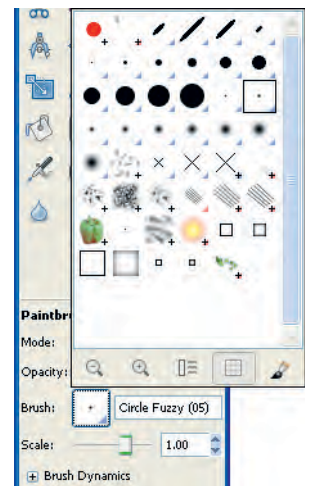 Paintbr
Mode:
Opacity:
Brush: Circle Fuzzy (05)
Scale: 1.00
Brush Dynamics